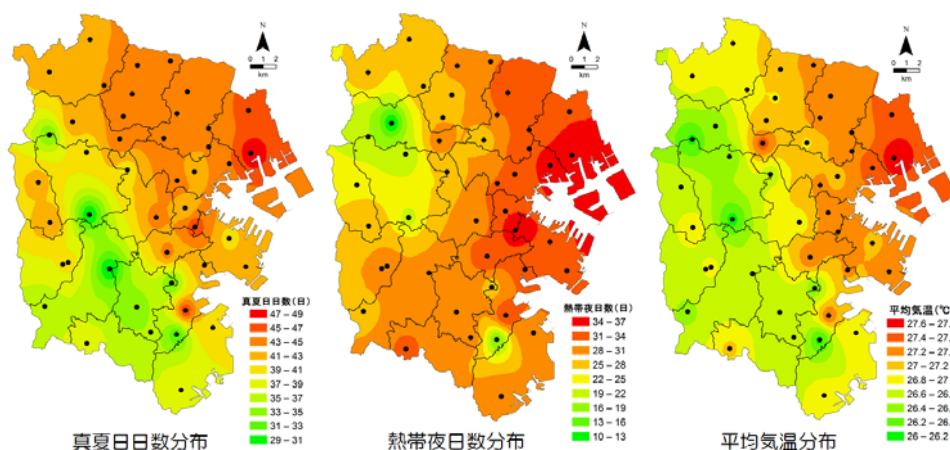 N
0 1 2
km
真夏日日数(日)
47 – 49
45 – 47
43 – 45
41 – 43
39 – 41
37 – 39
35 – 37
33 – 35
31 – 33
29 – 31
真夏日日数分布
N
0 1 2
km
熱帯夜日数(日)
34 – 37
31 – 34
28 – 31
25 – 28
22 – 25
19 – 22
16 – 19
13 – 16
10 – 13
熱帯夜日数分布
N
0 1 2
km
平均気温(℃
27.6 – 27.
27.4 – 27.
27.2 – 27.
27 – 27.2
26.8 – 27
26.6 – 26.
26.4 – 26.
26.2 – 26.
26 – 26.2
平均気温分布